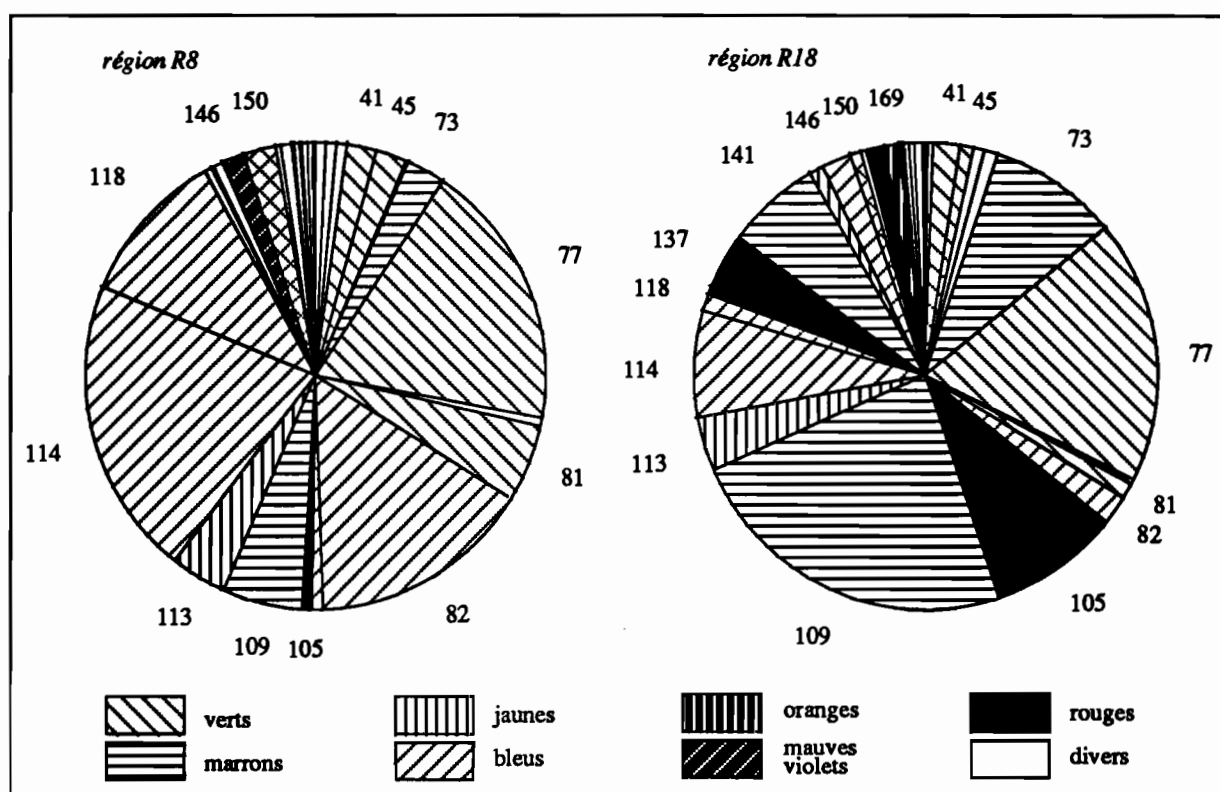 région R8
146 150 41 45 73
118
77
114
81
82
113
109 105
région R18
146 150 169 41 45
141 73
137
118
77
114
113
81
82
105
109
verts
jaunes
oranges
rouges
marrons
bleus
mauves
violets
divers